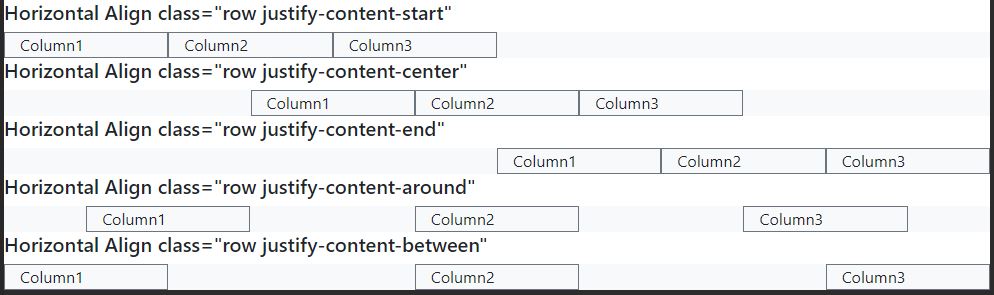 Horizontal Align class="row justify-content-start"
Column1 Column2 Column3
Horizontal Align class="row justify-content-center"
Column1 Column2 Column3
Horizontal Align class="row justify-content-end"
Column1 Column2 Column3
Horizontal Align class="row justify-content-around"
Column1 Column2 Column3
Horizontal Align class="row justify-content-between"
Column1 Column2 Column3